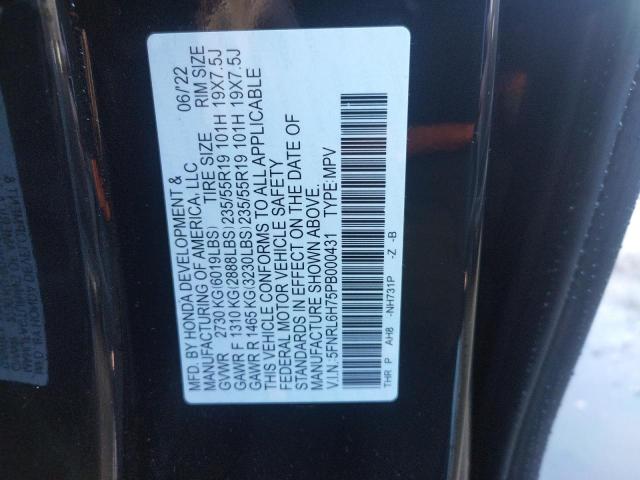 MFD. BY HONDA DEVELOPMENT & 06/'22
MANUFACTURING OF AMERICA, LLC
TIRE SIZE RIM SIZE
GVWR 2730 KG(6019LBS)
GAWR F 1310 KG(2888LBS) 235/55R19 101H 19X7.5J
GAWR R 1465 KG(3230LBS) 235/55R19 101H 19X7.5J
THIS VEHICLE CONFORMS TO ALL APPLICABLE
FEDERAL MOTOR VEHICLE SAFETY
STANDARDS IN EFFECT ON THE DATE OF
MANUFACTURE SHOWN ABOVE.
V.I.N.: 5FNRL6H75PB000431 TYPE: MPV
THR P AH8 -NH731P -Z -B